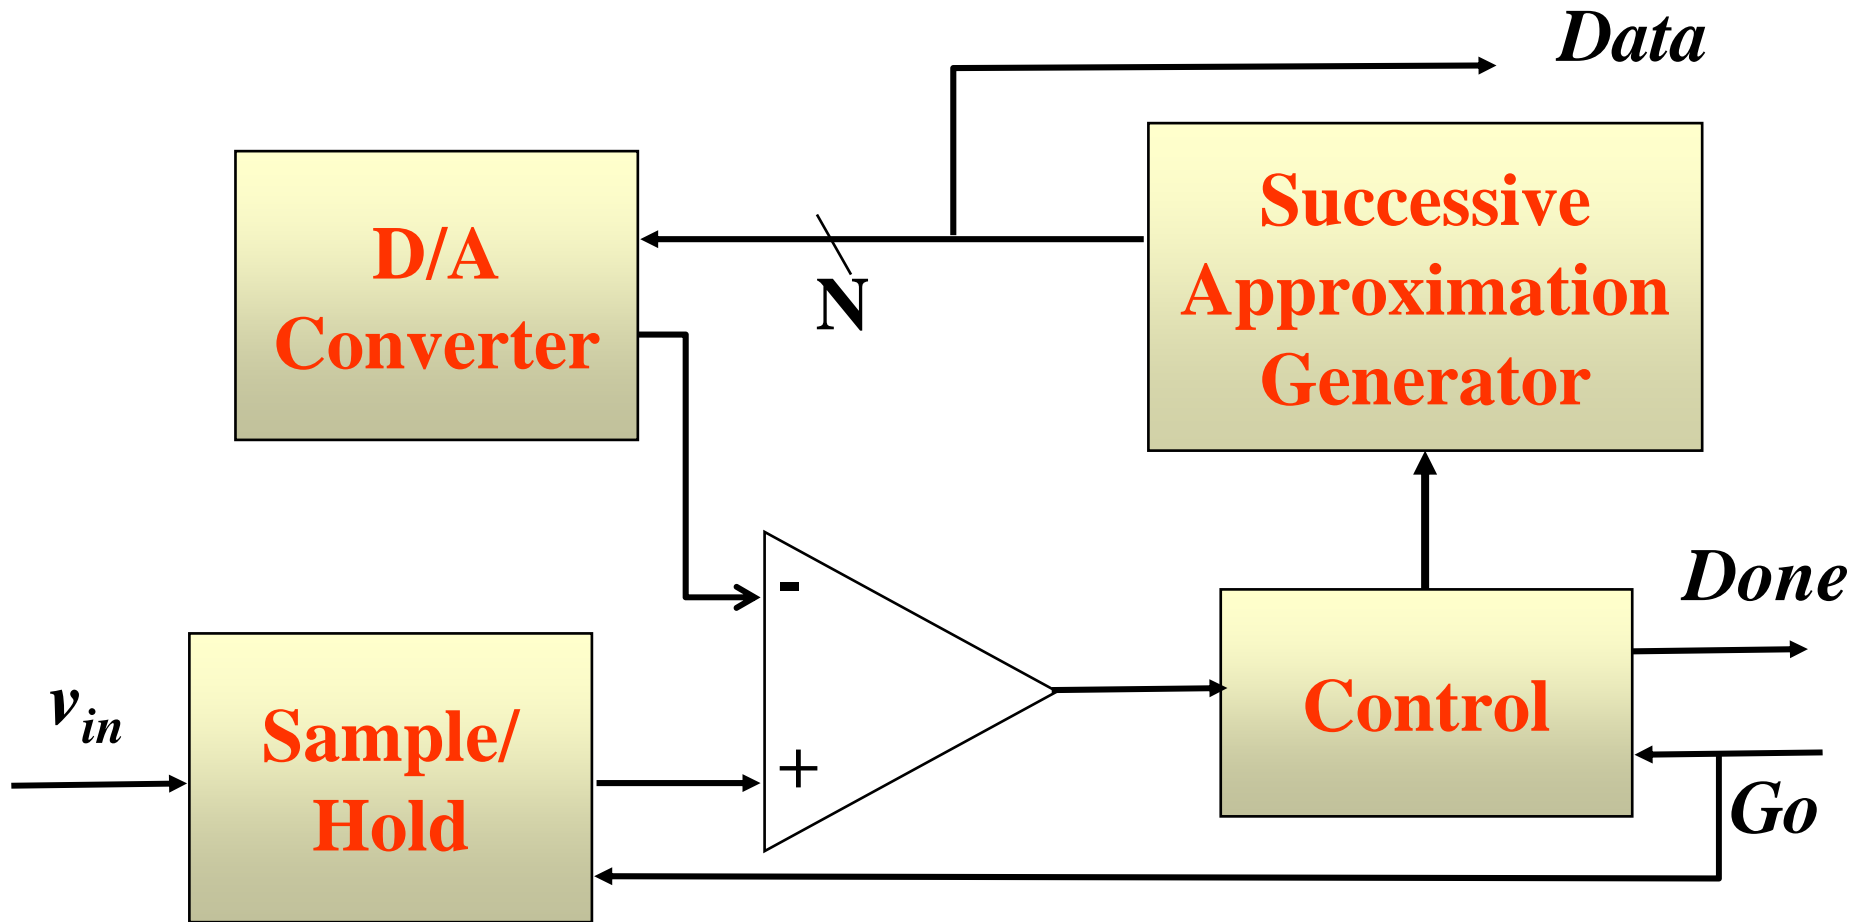 Data
D/A
Converter
N
Successive
Approximation
Generator
-
+
v_in
Sample/
Hold
Control
Done
Go